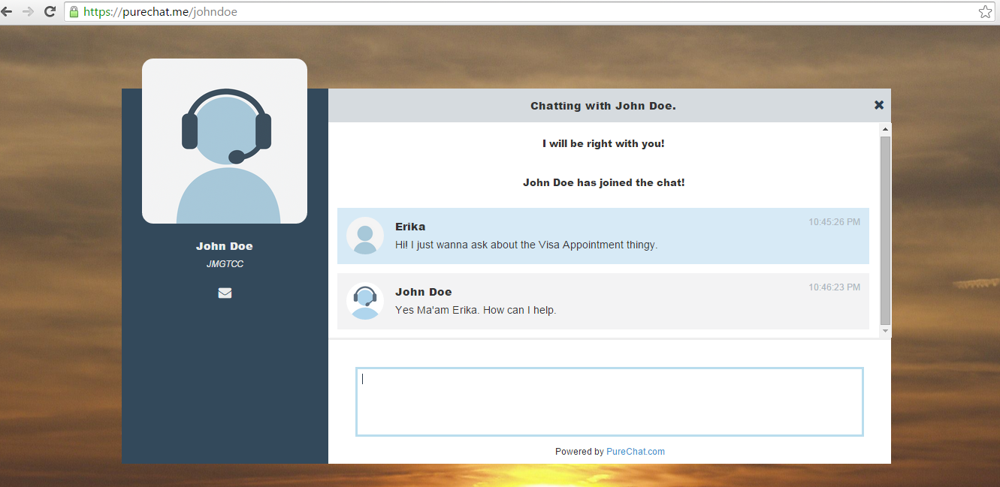 https://purechat.me/johndoe
John Doe
JMGTCC
Chatting with John Doe.
I will be right with you!
John Doe has joined the chat!
Erika
10:45:26 PM
Hi! I just wanna ask about the Visa Appointment thingy.
John Doe
10:46:23 PM
Yes Ma'am Erika. How can I help.
Powered by PureChat.com